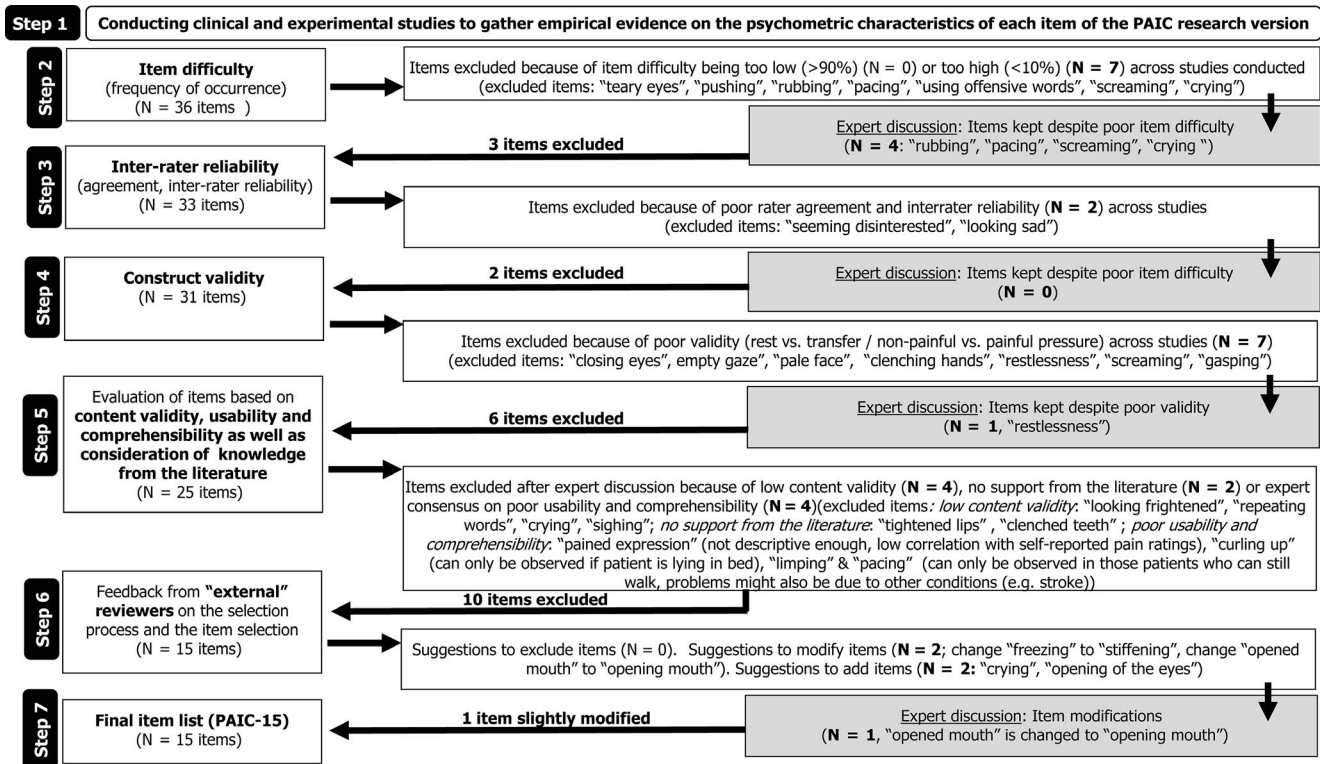 Step 1
Conducting clinical and experimental studies to gather empirical evidence on the psychometric characteristics of each item of the PAIC research version
Step 2
Item difficulty
(frequency of occurrence)
(N = 36 items )
Items excluded because of item difficulty being too low (>90%) (N = 0) or too high (<10%) (N = 7) across studies conducted
(excluded items: “teary eyes”, “pushing”, “rubbing”, “pacing”, “using offensive words”, “screaming”, “crying”)
Expert discussion: Items kept despite poor item difficulty
(N = 4: “rubbing”, “pacing”, “screaming”, “crying “)
3 items excluded
Step 3
Inter-rater reliability
(agreement, inter-rater reliability)
(N = 33 items)
Items excluded because of poor rater agreement and interrater reliability (N = 2) across studies
(excluded items: “seeming disinterested”, “looking sad”)
Expert discussion: Items kept despite poor item difficulty
(N = 0)
2 items excluded
Step 4
Construct validity
(N = 31 items)
Items excluded because of poor validity (rest vs. transfer / non-painful vs. painful pressure) across studies (N = 7)
(excluded items: “closing eyes”, empty gaze”, “pale face”, “clenching hands”, “restlessness”, “screaming”, “gasping”)
Expert discussion: Items kept despite poor validity
(N = 1, “restlessness”)
6 items excluded
Step 5
Evaluation of items based on
content validity, usability and
comprehensibility as well as
consideration of knowledge
from the literature
(N = 25 items)
Items excluded after expert discussion because of low content validity (N = 4), no support from the literature (N = 2) or expert
consensus on poor usability and comprehensibility (N = 4)(excluded items: low content validity: “looking frightened”, “repeating
words”, “crying”, “sighing”; no support from the literature: “tightened lips” , “clenched teeth” ; poor usability and
comprehensibility: “pained expression” (not descriptive enough, low correlation with self-reported pain ratings), “curling up”
(can only be observed if patient is lying in bed), “limping” & “pacing” (can only be observed in those patients who can still
walk, problems might also be due to other conditions (e.g. stroke))
10 items excluded
Step 6
Feedback from “external”
reviewers on the selection
process and the item selection
(N = 15 items)
Suggestions to exclude items (N = 0). Suggestions to modify items (N = 2; change “freezing” to “stiffening”, change “opened
mouth” to “opening mouth”). Suggestions to add items (N = 2: “crying”, “opening of the eyes”)
Expert discussion: Item modifications
(N = 1, “opened mouth” is changed to “opening mouth”)
1 item slightly modified
Step 7
Final item list (PAIC-15)
(N = 15 items)